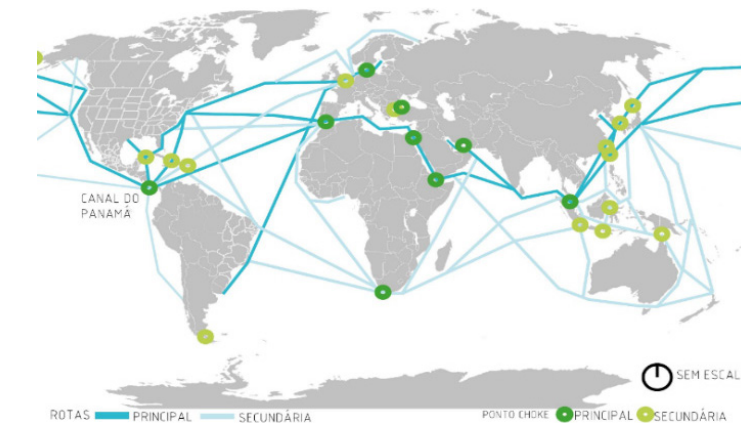 CANAL DO
PANAMÁ
SEM ESCAL
ROTAS PRINCIPAL SECUNDÁRIA PONTO CHOKE PRINCIPAL SECUNDÁRIA